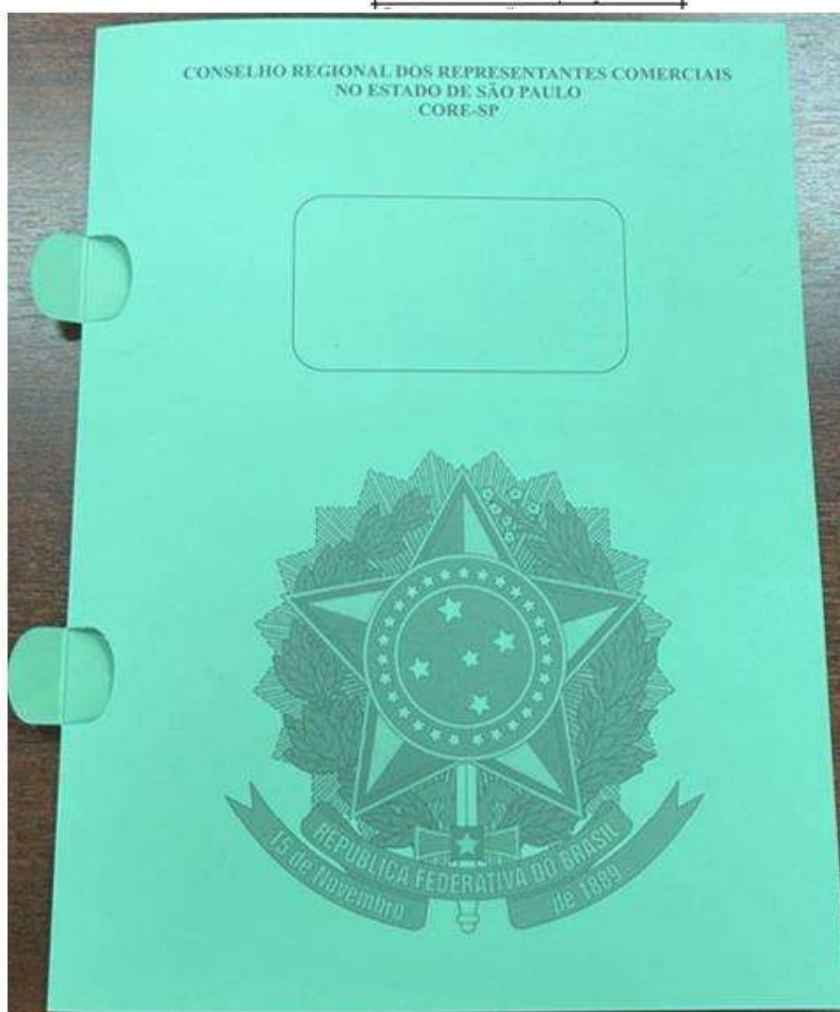 CONSELHO REGIONAL DOS REPRESENTANTES COMERCIAIS
NO ESTADO DE SÃO PAULO
CORE-SP
REPÚBLICA FEDERATIVA DO BRASIL
15 de Novembro
de 1889